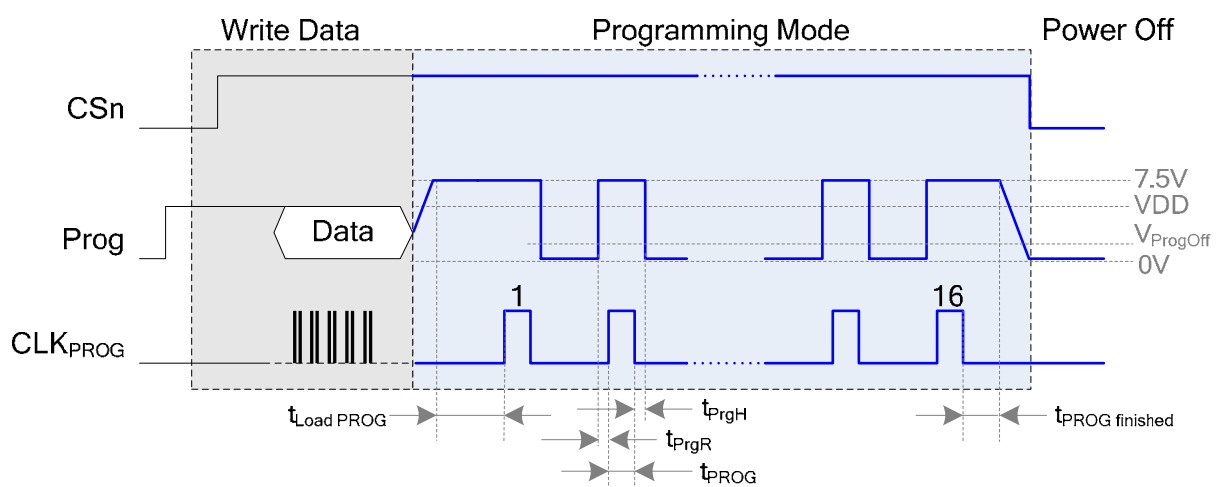 Write Data Programming Mode Power Off
CSn
7.5V
VDD
Prog Data VProgOff
0V
1 16
CLKPROG
tLoad PROG tPrgH tPROG finished
tPrgR
tPROG